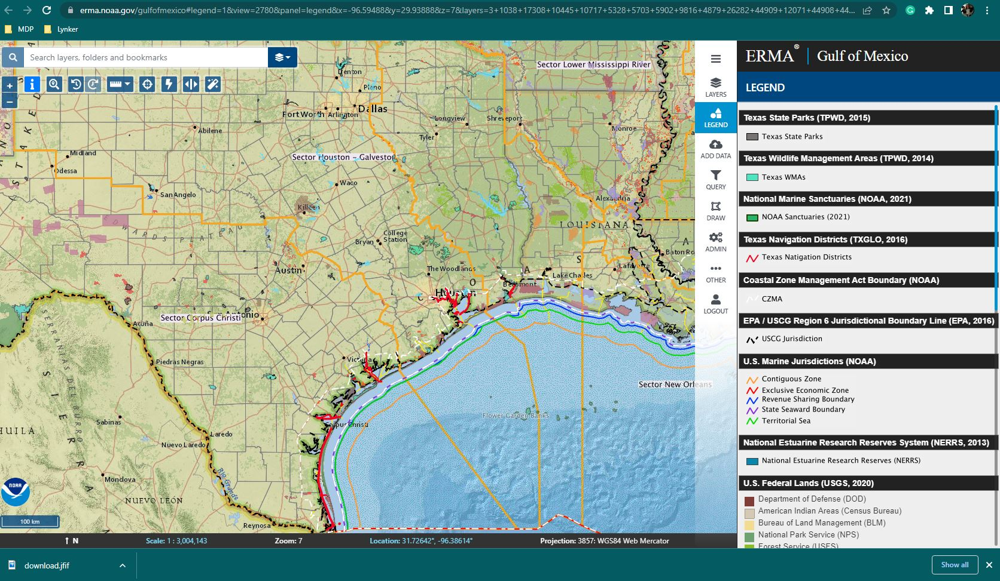 erma.noaa.gov/gulfofmexico#legend=1&view=2780&panel=legend&x=-96.59488&y=29.93888&z=7&layers=3+1038+17308+10445+10717+5328+5703+5902+9816+4879+26282+44909+12071+44908+44...
MDP
Lynker
Search layers, folders and bookmarks
Sector Lower Mississippi River
Denton
Plano
Fort Worth
Arlington
Dallas
Longview
Shreveport
Monroe
Abilene
Tyler
Midland
Sector Houston - Galveston
Odessa
Waco
San Angelo
Alexandria
Killeen
EDWARDS PLATEAU
LOUISIANA
College Station
Bryan
Baton Ro
Austin
Lafayette
The Woodlands
Lake Charles
Beaumont
Houston
Sector Corpus Christi
Antonio
Acuña
SERRANIAS DEL BURRO
Piedras Negras
Victoria
Sector New Orleans
Flower Garden Banks
Sabinas
Corpus Christi
HUILA
Laredo
Nuevo Laredo
SIERRA
Rio Grande
Mondova
NUEVO LEÓN
Reynosa
NOAA
100 km
N
Scale: 1 : 3,004,143
Zoom: 7
Location: 31.72642°, -96.38614°
Projection: 3857: WGS84 Web Mercator
LAYERS
LEGEND
ADD DATA
QUERY
DRAW
ADMIN
OTHER
LOGOUT
ERMA® | Gulf of Mexico
LEGEND
Texas State Parks (TPWD, 2015)
Texas State Parks
Texas Wildlife Management Areas (TPWD, 2014)
Texas WMAs
National Marine Sanctuaries (NOAA, 2021)
NOAA Sanctuaries (2021)
Texas Navigation Districts (TXGLO, 2016)
Texas Natigation Districts
Coastal Zone Management Act Boundary (NOAA)
CZMA
EPA / USCG Region 6 Jurisdictional Boundary Line (EPA, 2016)
USCG Jurisdiction
U.S. Marine Jurisdictions (NOAA)
Contiguous Zone
Exclusive Economic Zone
Revenue Sharing Boundary
State Seaward Boundary
Territorial Sea
National Estuarine Research Reserves System (NERRS, 2013)
National Estuarine Research Reserves (NERRS)
U.S. Federal Lands (USGS, 2020)
Department of Defense (DOD)
American Indian Areas (Census Bureau)
Bureau of Land Management (BLM)
National Park Service (NPS)
Forest Service (USFS)
download.jfif
Show all